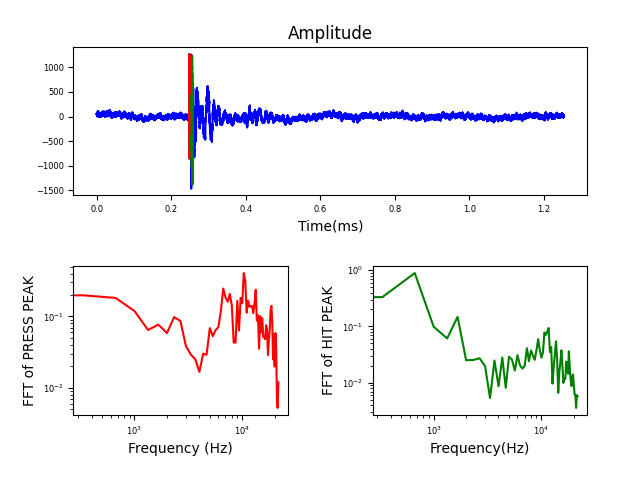 Amplitude
1000
500
0
−500
−1000
−1500
0.0 0.2 0.4 0.6 0.8 1.0 1.2
Time(ms)
FFT of PRESS PEAK
10⁻¹
10⁻²
10³ 10⁴
Frequency (Hz)
FFT of HIT PEAK
10⁰
10⁻¹
10⁻²
10³ 10⁴
Frequency(Hz)